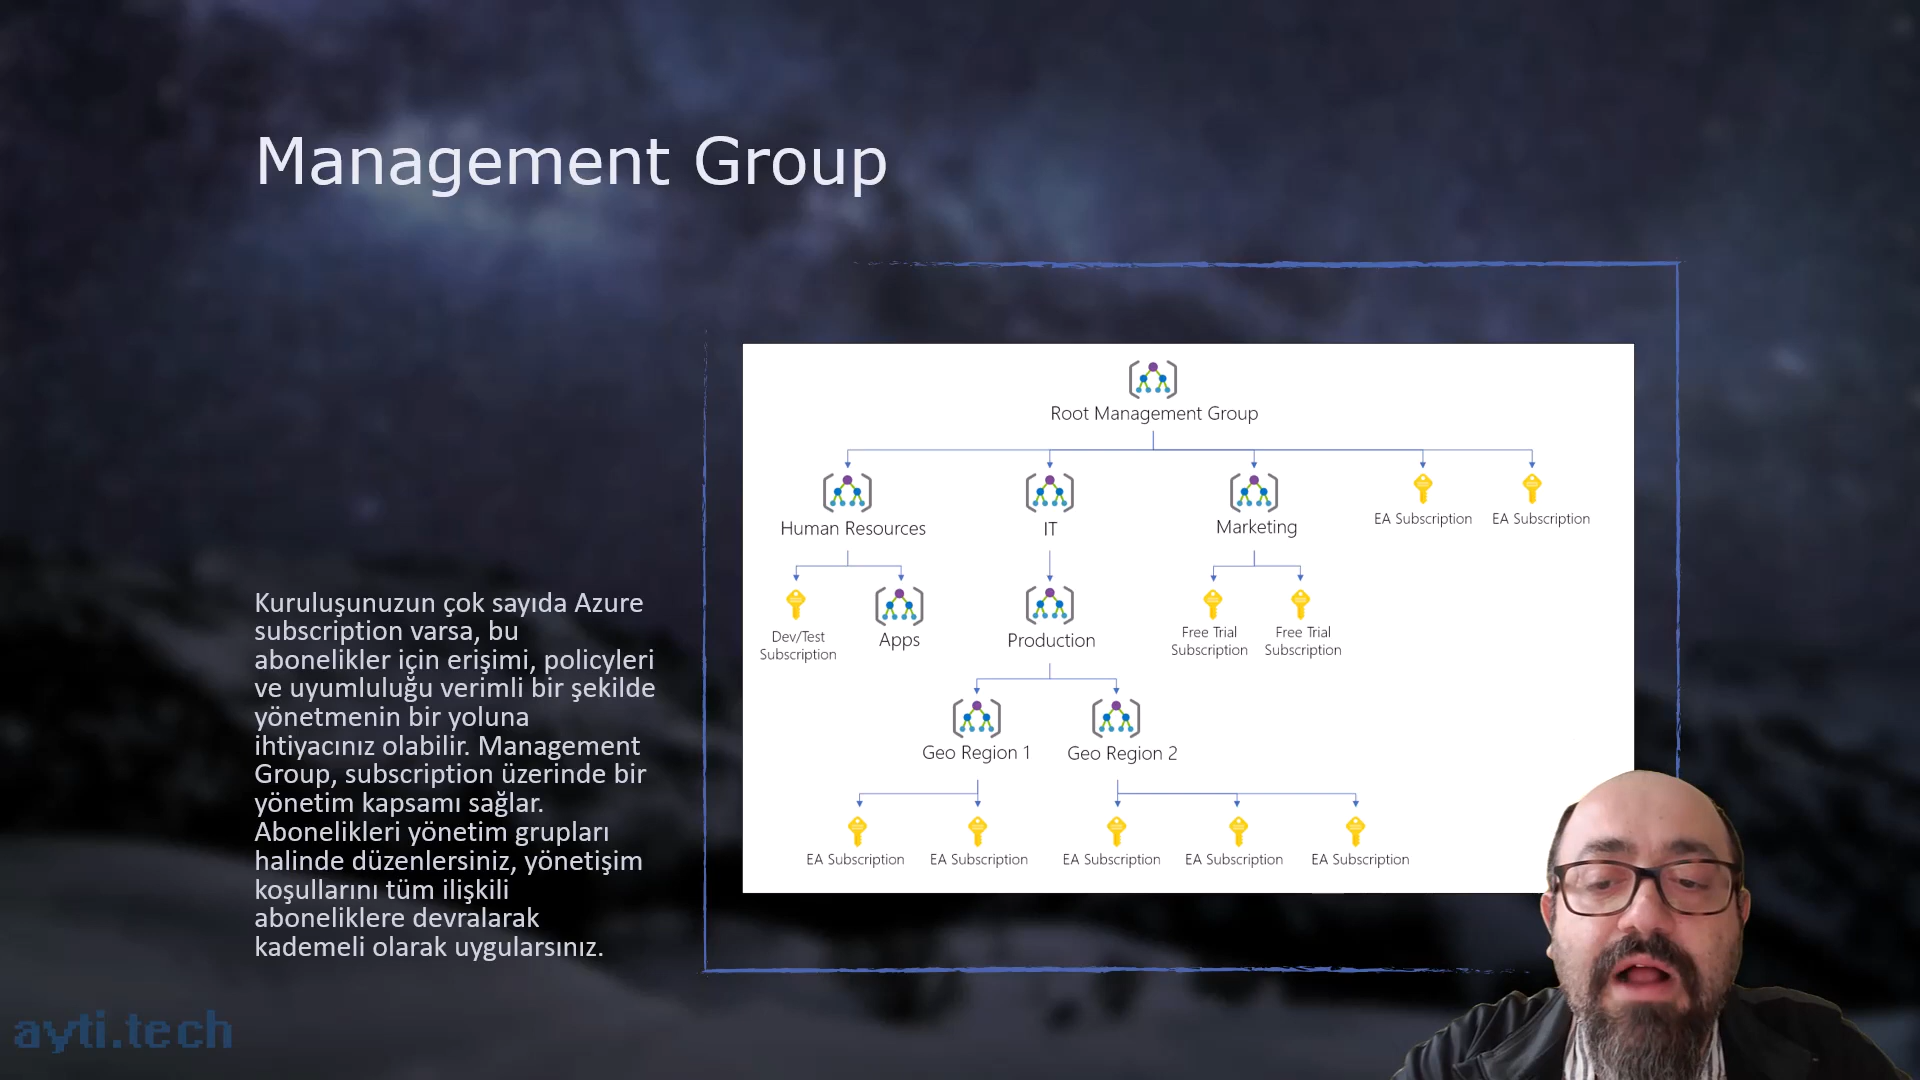 Management Group
Root Management Group
Human Resources
IT
Marketing
EA Subscription
EA Subscription
Dev/Test
Subscription
Apps
Production
Free Trial
Subscription
Free Trial
Subscription
Geo Region 1
Geo Region 2
EA Subscription
EA Subscription
EA Subscription
EA Subscription
EA Subscription
Kuruluşunuzun çok sayıda Azure
subscription varsa, bu
abonelikler için erişimi, policyleri
ve uyumluluğu verimli bir şekilde
yönetmenin bir yoluna
ihtiyacınız olabilir. Management
Group, subscription üzerinde bir
yönetim kapsamı sağlar.
Abonelikleri yönetim grupları
halinde düzenlersiniz, yönetişim
koşullarını tüm ilişkili
aboneliklere devralarak
kademeli olarak uygularsınız.
ayti.tech